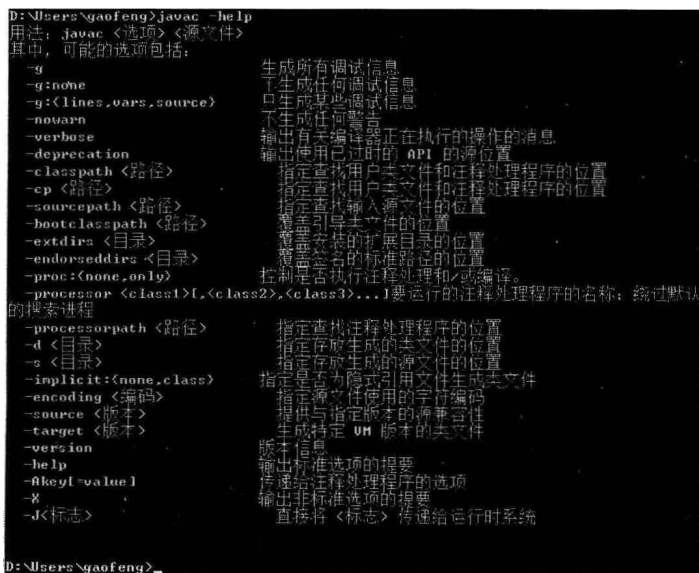 D:\Users\gaofeng>javac -help
用法: javac <选项> <源文件>
其中，可能的选项包括:
-g 生成所有调试信息
-g:none 不生成任何调试信息
-g:{lines,vars,source} 只生成某些调试信息
-nowarn 不生成任何警告
-verbose 输出有关编译器正在执行的操作的消息
-deprecation 输出使用已过时的 API 的源位置
-classpath <路径> 指定查找用户类文件和注释处理程序的位置
-cp <路径> 指定查找用户类文件和注释处理程序的位置
-sourcepath <路径> 指定查找输入源文件的位置
-bootclasspath <路径> 覆盖引导类文件的位置
-extdirs <目录> 覆盖安装的扩展目录的位置
-endorseddirs <目录> 覆盖签名的标准路径的位置
-proc:{none,only} 控制是否执行注释处理和/或编译。
-processor <class1>[,<class2>,<class3>...]要运行的注释处理程序的名称; 绕过默认
的搜索进程
-processorpath <路径> 指定查找注释处理程序的位置
-d <目录> 指定存放生成的类文件的位置
-s <目录> 指定存放生成的源文件的位置
-implicit:{none,class} 指定是否为隐式引用文件生成类文件
-encoding <编码> 指定源文件使用的字符编码
-source <版本> 提供与指定版本的源兼容性
-target <版本> 生成特定 VM 版本的类文件
-version 版本信息
-help 输出标准选项的提要
-Akey[=value] 传递给注释处理程序的选项
-X 输出非标准选项的提要
-J<标志> 直接将 <标志> 传递给运行时系统
D:\Users\gaofeng>_